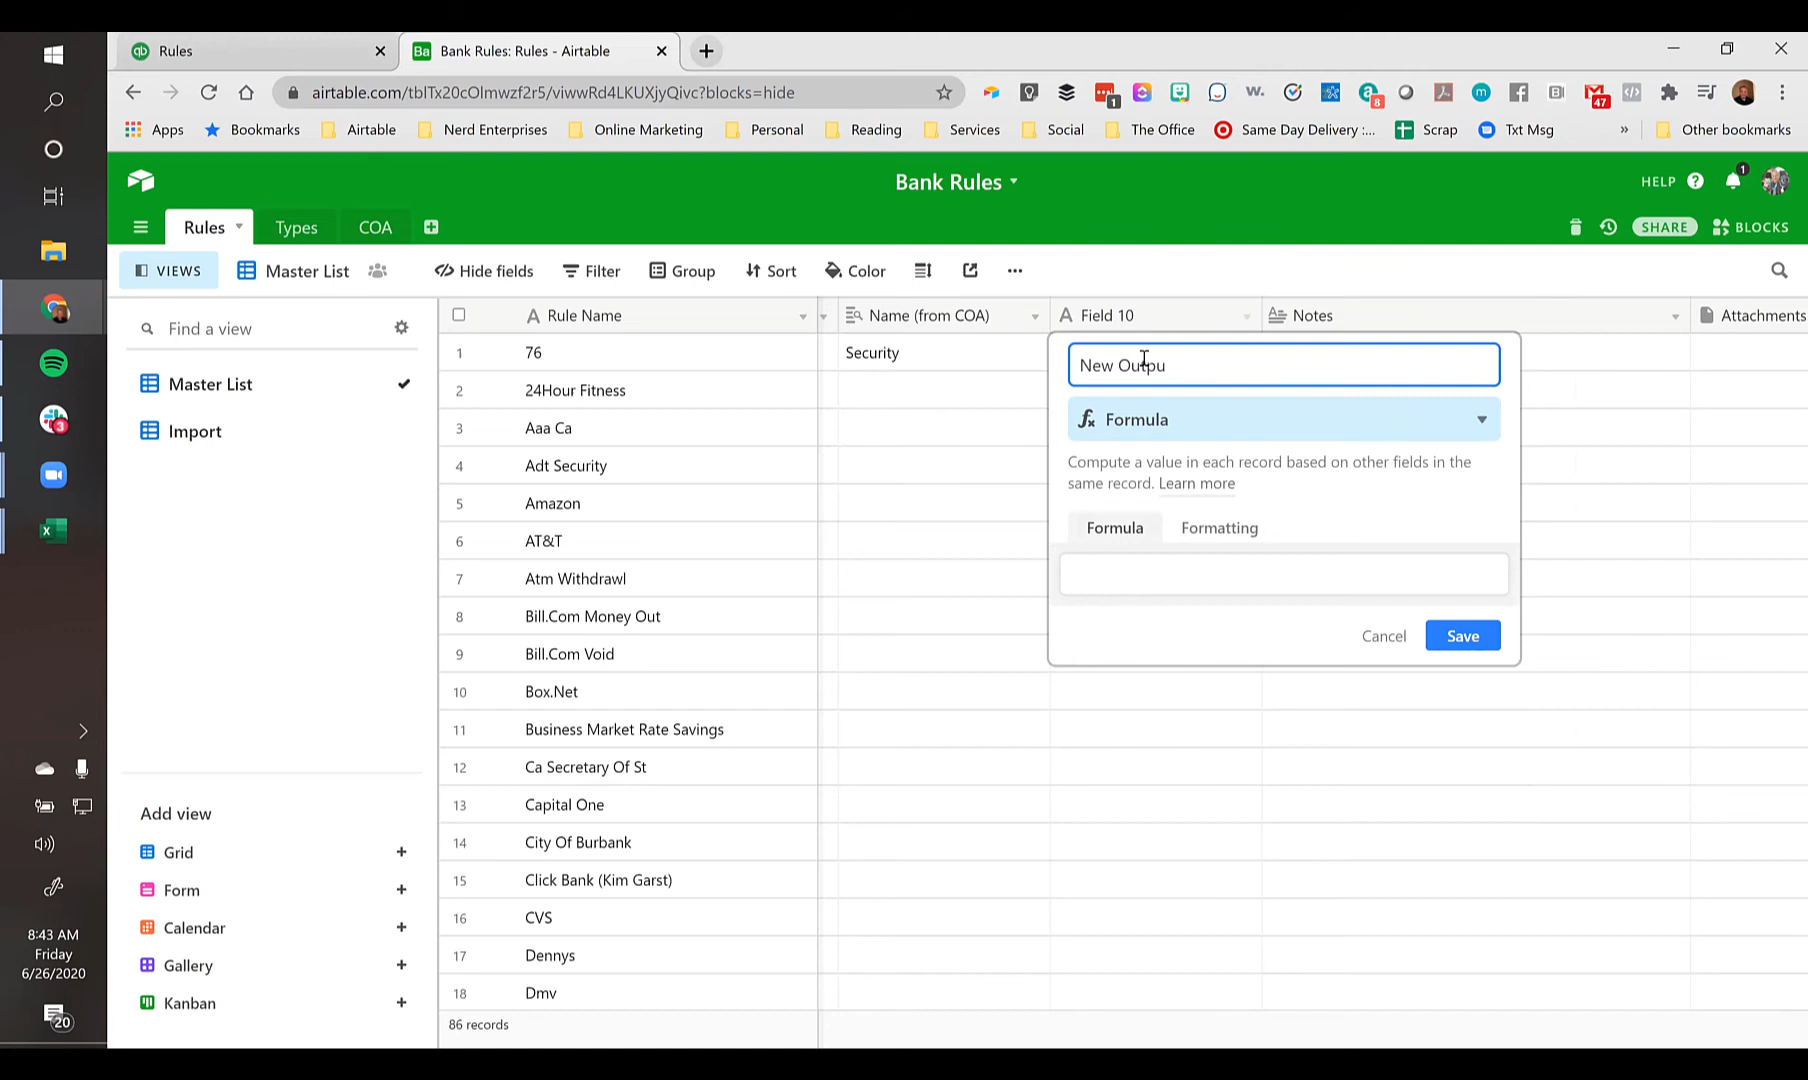 Rules
Ba
Bank Rules: Rules - Airtable
airtable.com/tblTx20cOlmwzf2r5/viwwRd4LKUXjyQivc?blocks=hide
1
w.
8
47
Apps
Bookmarks
Airtable
Nerd Enterprises
Online Marketing
Personal
Reading
Services
Social
The Office
Same Day Delivery :...
Scrap
Txt Msg
»
Other bookmarks
Bank Rules
HELP
1
Rules
Types
COA
SHARE
BLOCKS
VIEWS
Master List
Hide fields
Filter
Group
Sort
Color
Find a view
Master List
Import
Rule Name
Name (from COA)
Field 10
Notes
Attachments
1 76 Security
2 24Hour Fitness
3 Aaa Ca
4 Adt Security
5 Amazon
6 AT&T
7 Atm Withdrawl
8 Bill.Com Money Out
9 Bill.Com Void
10 Box.Net
11 Business Market Rate Savings
12 Ca Secretary Of St
13 Capital One
14 City Of Burbank
15 Click Bank (Kim Garst)
16 CVS
17 Dennys
18 Dmv
86 records
New Outpu
Formula
Compute a value in each record based on other fields in the
same record. Learn more
Formula
Formatting
Cancel
Save
Add view
Grid
Form
Calendar
Gallery
Kanban
3
8:43 AM
Friday
6/26/2020
20